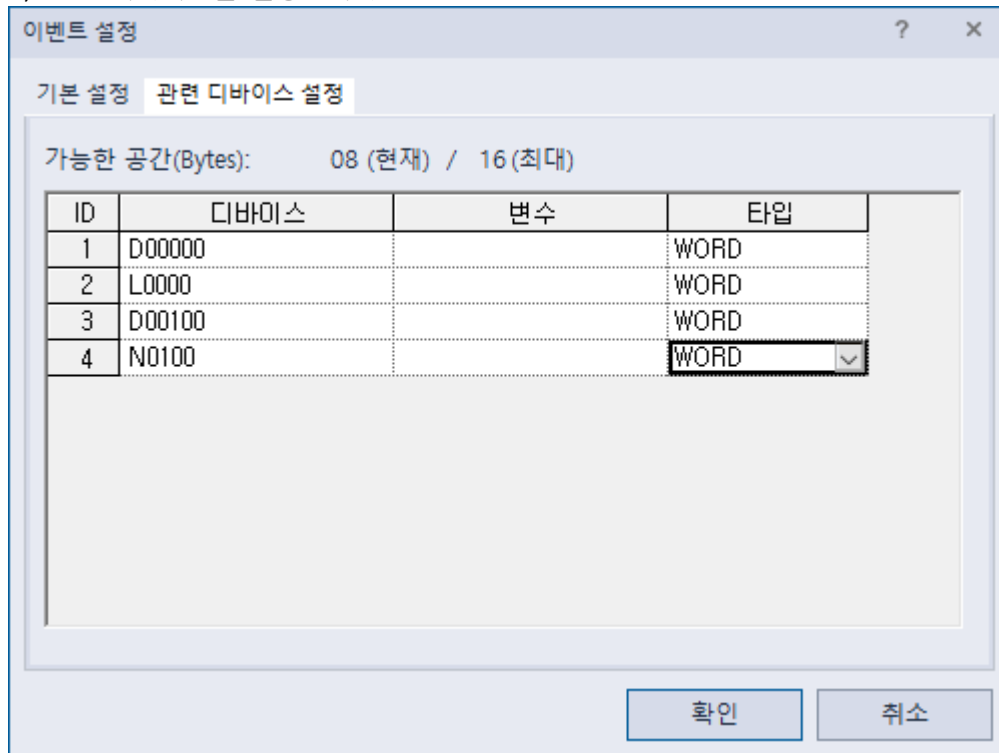 이벤트 설정 ? ×
기본 설정 관련 디바이스 설정
가능한 공간(Bytes): 08 (현재) / 16 (최대)
ID 디바이스 변수 타입
1 D00000 WORD
2 L0000 WORD
3 D00100 WORD
4 N0100 WORD
확인 취소